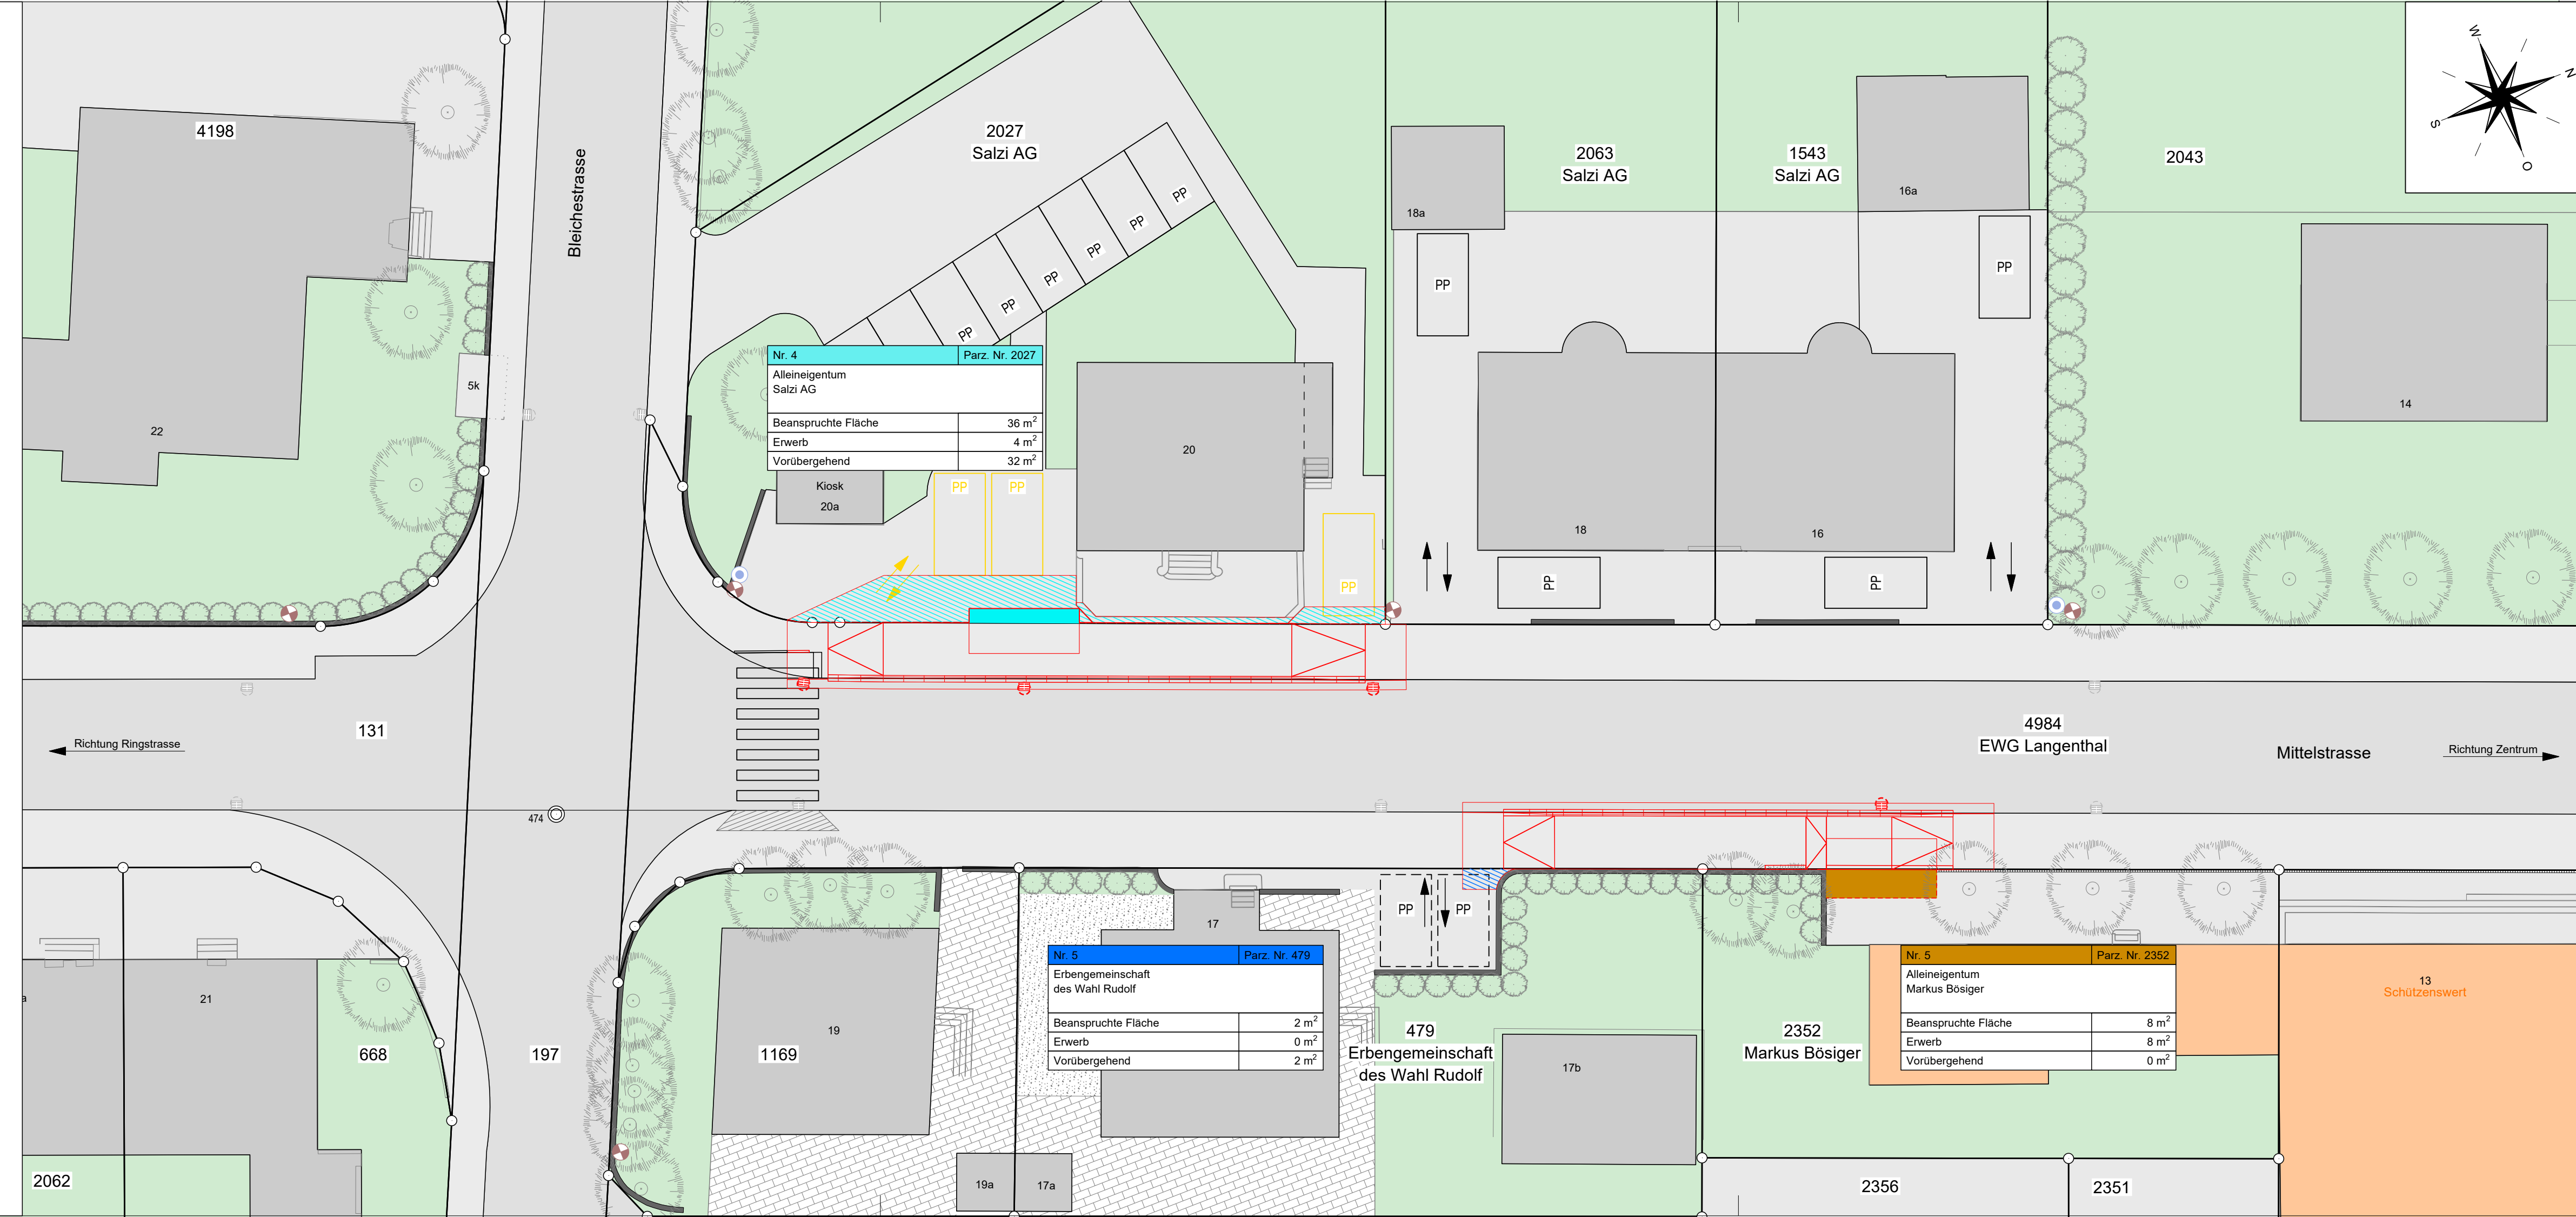 4198
22
5k
Bleichestrasse
2027
Salzi AG
PP
PP
PP
PP
PP
PP
Nr. 4 Parz. Nr. 2027
Alleineigentum
Salzi AG
Beanspruchte Fläche 36 m²
Erwerb 4 m²
Vorübergehend 32 m²
Kiosk
20a
PP
PP
20
PP
18a
PP
2063
Salzi AG
1543
Salzi AG
16a
PP
18
16
PP
PP
2043
14
W
N
S
O
131
Richtung Ringstrasse
474
4984
EWG Langenthal
Mittelstrasse
Richtung Zentrum
a
21
668
2062
197
19
1169
19a
17a
17
PP
PP
Nr. 5 Parz. Nr. 479
Erbengemeinschaft
des Wahl Rudolf
Beanspruchte Fläche 2 m²
Erwerb 0 m²
Vorübergehend 2 m²
479
Erbengemeinschaft
des Wahl Rudolf
17b
2352
Markus Bösiger
Nr. 5 Parz. Nr. 2352
Alleineigentum
Markus Bösiger
Beanspruchte Fläche 8 m²
Erwerb 8 m²
Vorübergehend 0 m²
13
Schützenswert
2356
2351